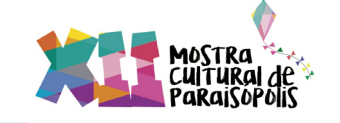 XII
MOSTRA
CULTURAL de
PARAISÓPOLIS